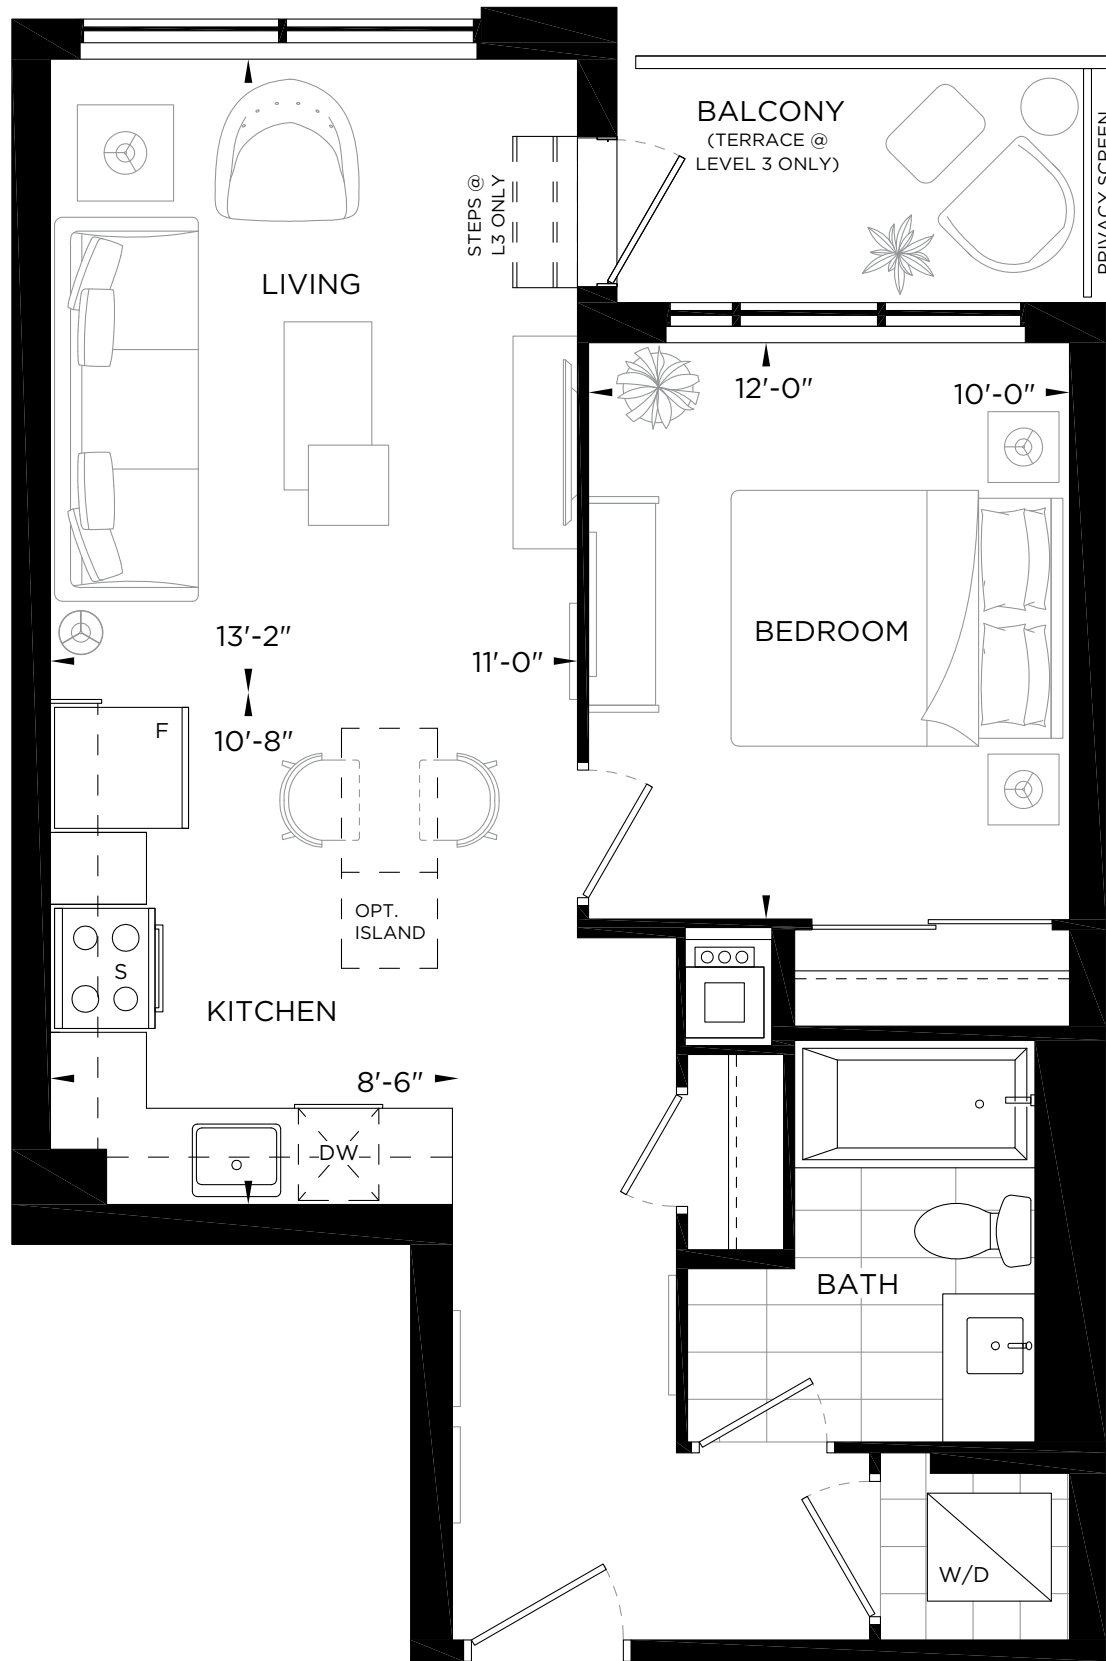 BALCONY
(TERRACE @
LEVEL 3 ONLY)
PRIVACY SCREEN
STEPS @
L3 ONLY
LIVING
12'-0"
10'-0"
BEDROOM
13'-2"
11'-0"
F
10'-8"
OPT.
ISLAND
S
KITCHEN
8'-6"
DW
BATH
W/D